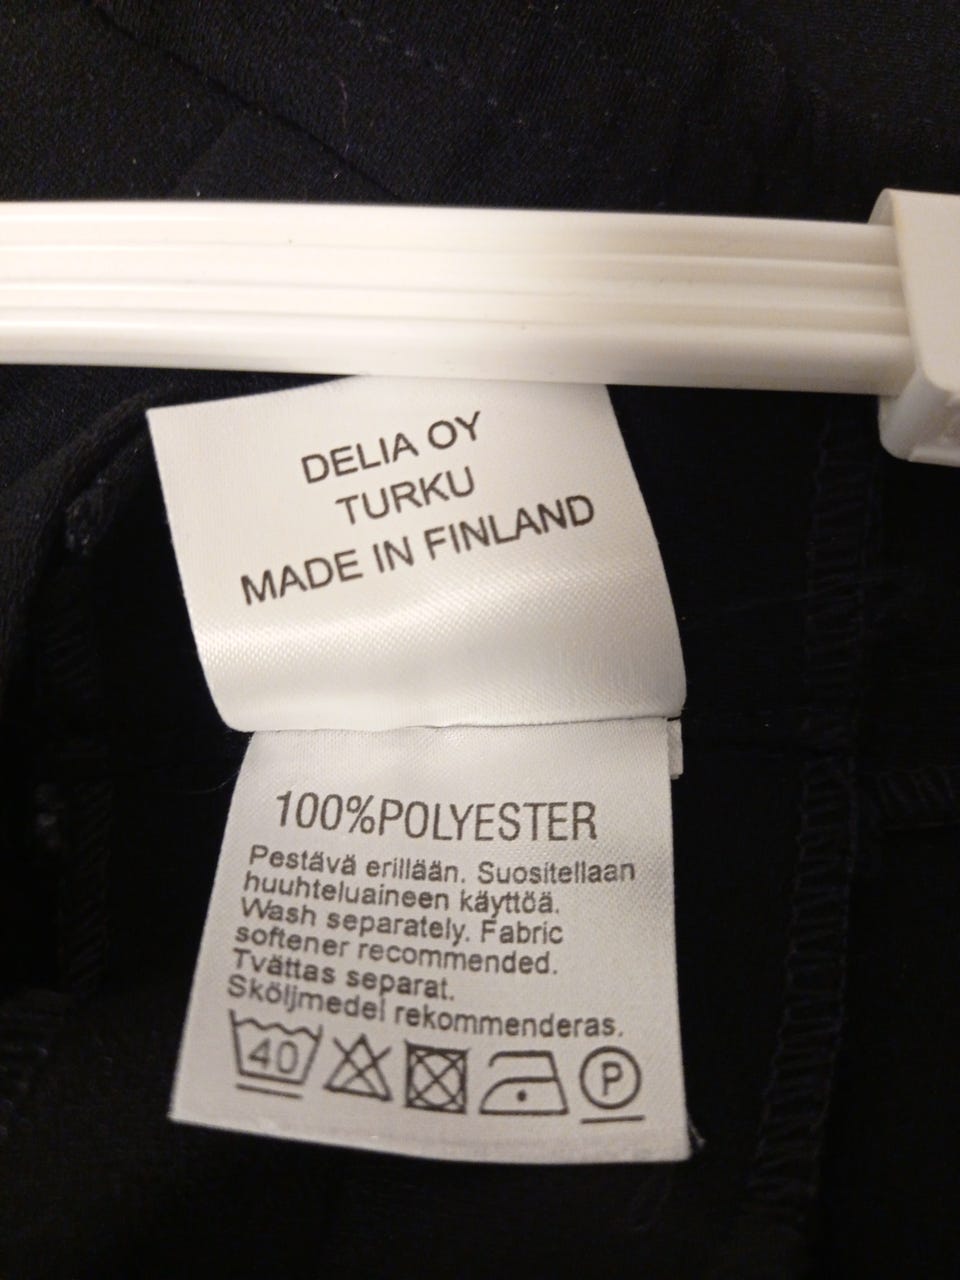 DELIA OY
TURKU
MADE IN FINLAND
100%POLYESTER
Pestävä erillään. Suositellaan
huuhteluaineen käyttöä.
Wash separately. Fabric
softener recommended.
Tvättas separat.
Sköljmedel rekommenderas.
40 P